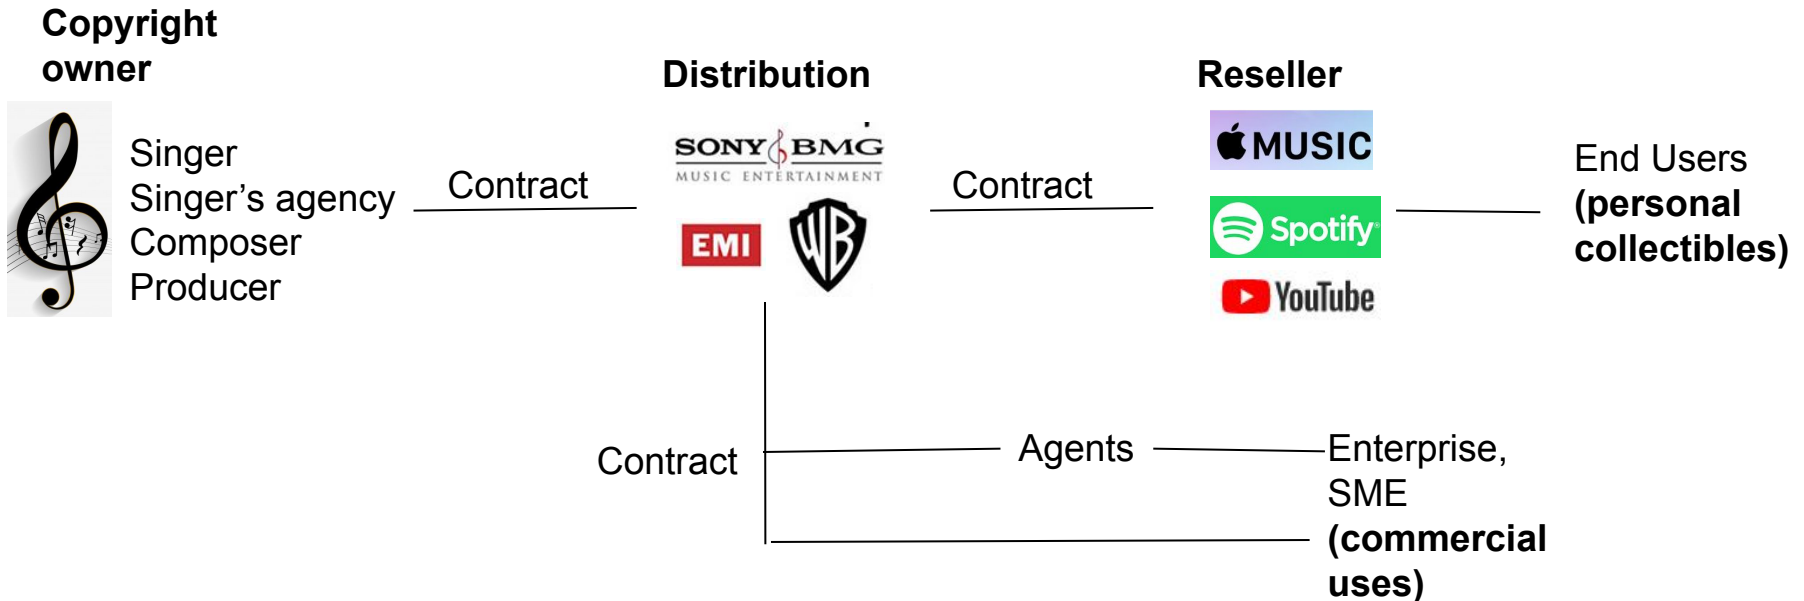 Copyright
owner
Singer
Singer’s agency
Composer
Producer
Contract
Distribution
SONY BMG
MUSIC ENTERTAINMENT
EMI
WB
Contract
Reseller
MUSIC
Spotify
YouTube
End Users
(personal
collectibles)
Contract
Agents
Enterprise,
SME
(commercial
uses)